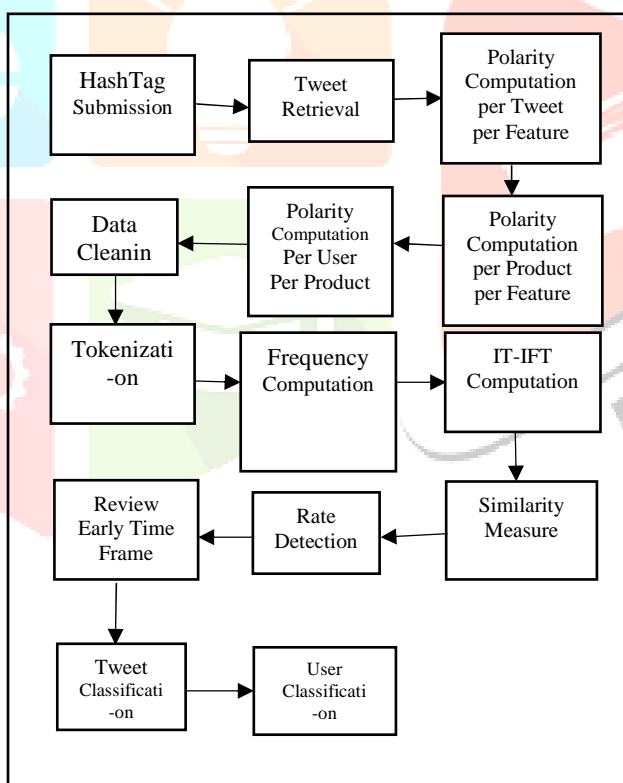 HashTag
Submission
Tweet
Retrieval
Polarity
Computation
per Tweet
per Feature
Polarity
Computation
per Product
per Feature
Polarity
Computation
Per User
Per Product
Data
Cleanin
Tokenizati
-on
Frequency
Computation
IT-IFT
Computation
Similarity
Measure
Rate
Detection
Review
Early Time
Frame
Tweet
Classificati
-on
User
Classificati
-on